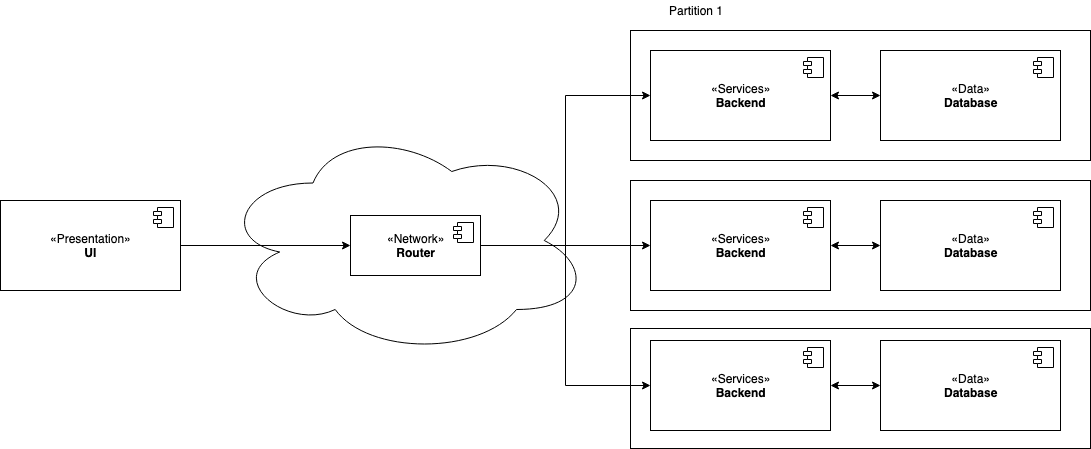 Partition 1
«Services»
Backend
«Data»
Database
«Presentation»
UI
«Network»
Router
«Services»
Backend
«Data»
Database
«Services»
Backend
«Data»
Database